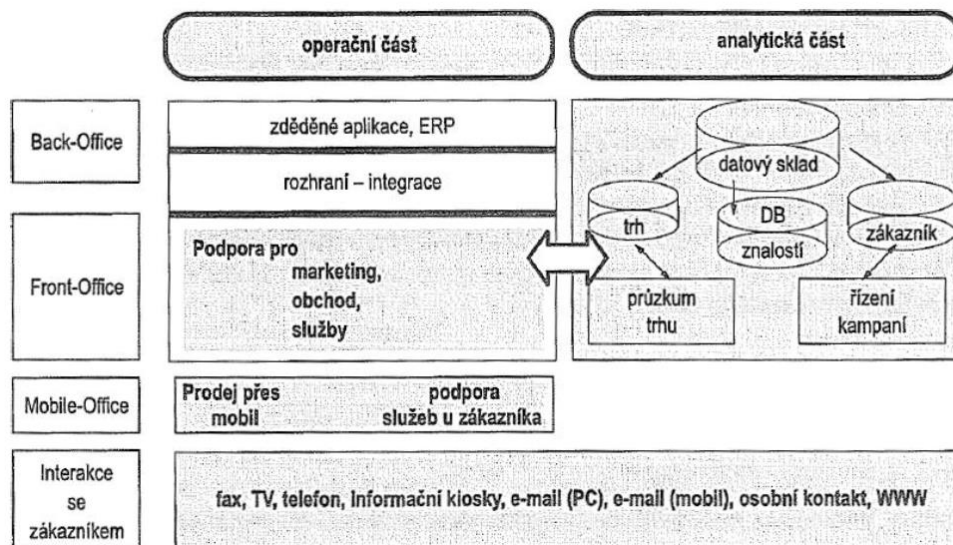 operační část
analytická část
Back-Office
zděděné aplikace, ERP
rozhraní – integrace
datový sklad
trh
DB
znalostí
zákazník
Front-Office
Podpora pro
marketing,
obchod,
služby
průzkum
trhu
řízení
kampaní
Mobile-Office
Prodej přes
mobil
podpora
služeb u zákazníka
Interakce
se
zákazníkem
fax, TV, telefon, Informační kiosky, e-mail (PC), e-mail (mobil), osobní kontakt, WWW